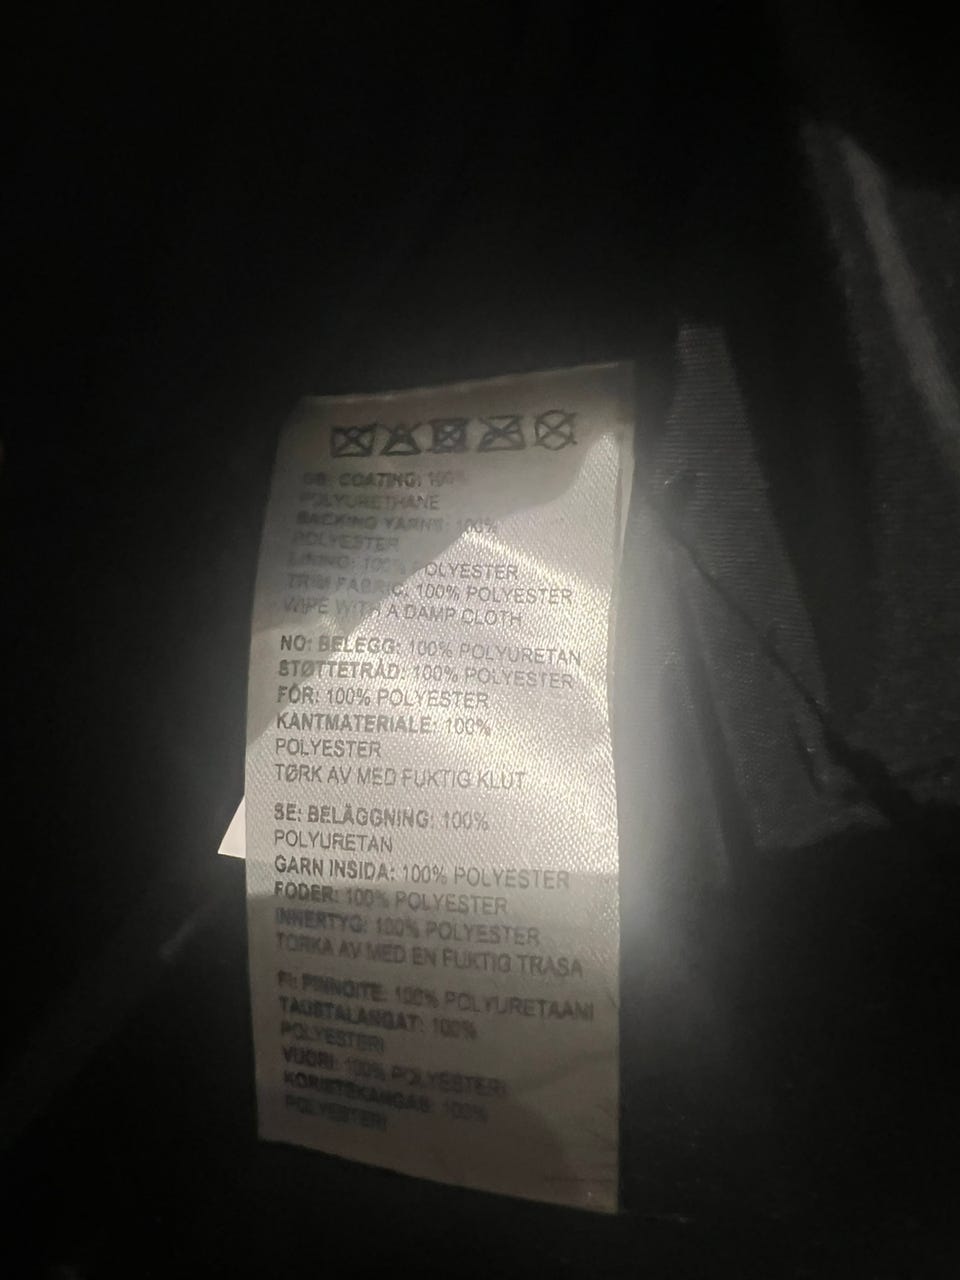 GB: COATING: 100%
POLYURETHANE
BACKING YARNS: 100%
POLYESTER
LINING: 100% POLYESTER
TRIM FABRIC: 100% POLYESTER
WIPE WITH A DAMP CLOTH
NO: BELEGG: 100% POLYURETAN
STØTTETRÅD: 100% POLYESTER
FÔR: 100% POLYESTER
KANTMATERIALE: 100%
POLYESTER
TØRK AV MED FUKTIG KLUT
SE: BELÄGGNING: 100%
POLYURETAN
GARN INSIDA: 100% POLYESTER
FODER: 100% POLYESTER
INNERTYG: 100% POLYESTER
TORKA AV MED EN FUKTIG TRASA
FI: PINNOITE: 100% POLYURETAANI
TAUSTALANGAT: 100%
POLYESTERI
VUORI: 100% POLYESTERI
KORISTEKANGAS: 100%
POLYESTERI